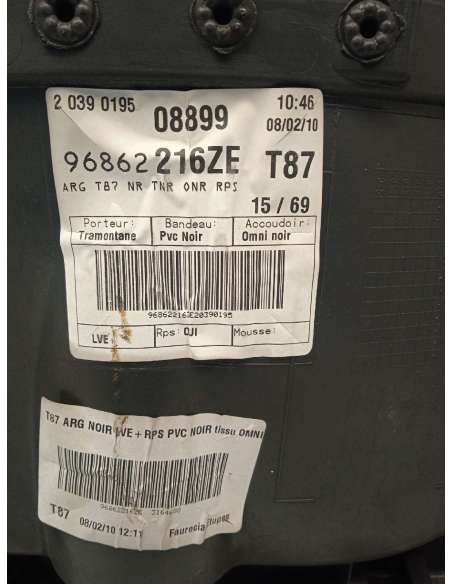 2 039 0195 08899 10:46
08/02/10
96862 216ZE T87
ARG T87 NR TNR ONR RPS
15 / 69
Porteur: Bandeau: Accoudoir:
Tramontane Pvc Noir Omni noir
96862216ZE20390195
LVE Rps: OJI Mousse:
T87 ARG NOIR LVE + RPS PVC NOIR tissu OMNI
96862216ZE
T87 08/02/10 12:11 Faurecia